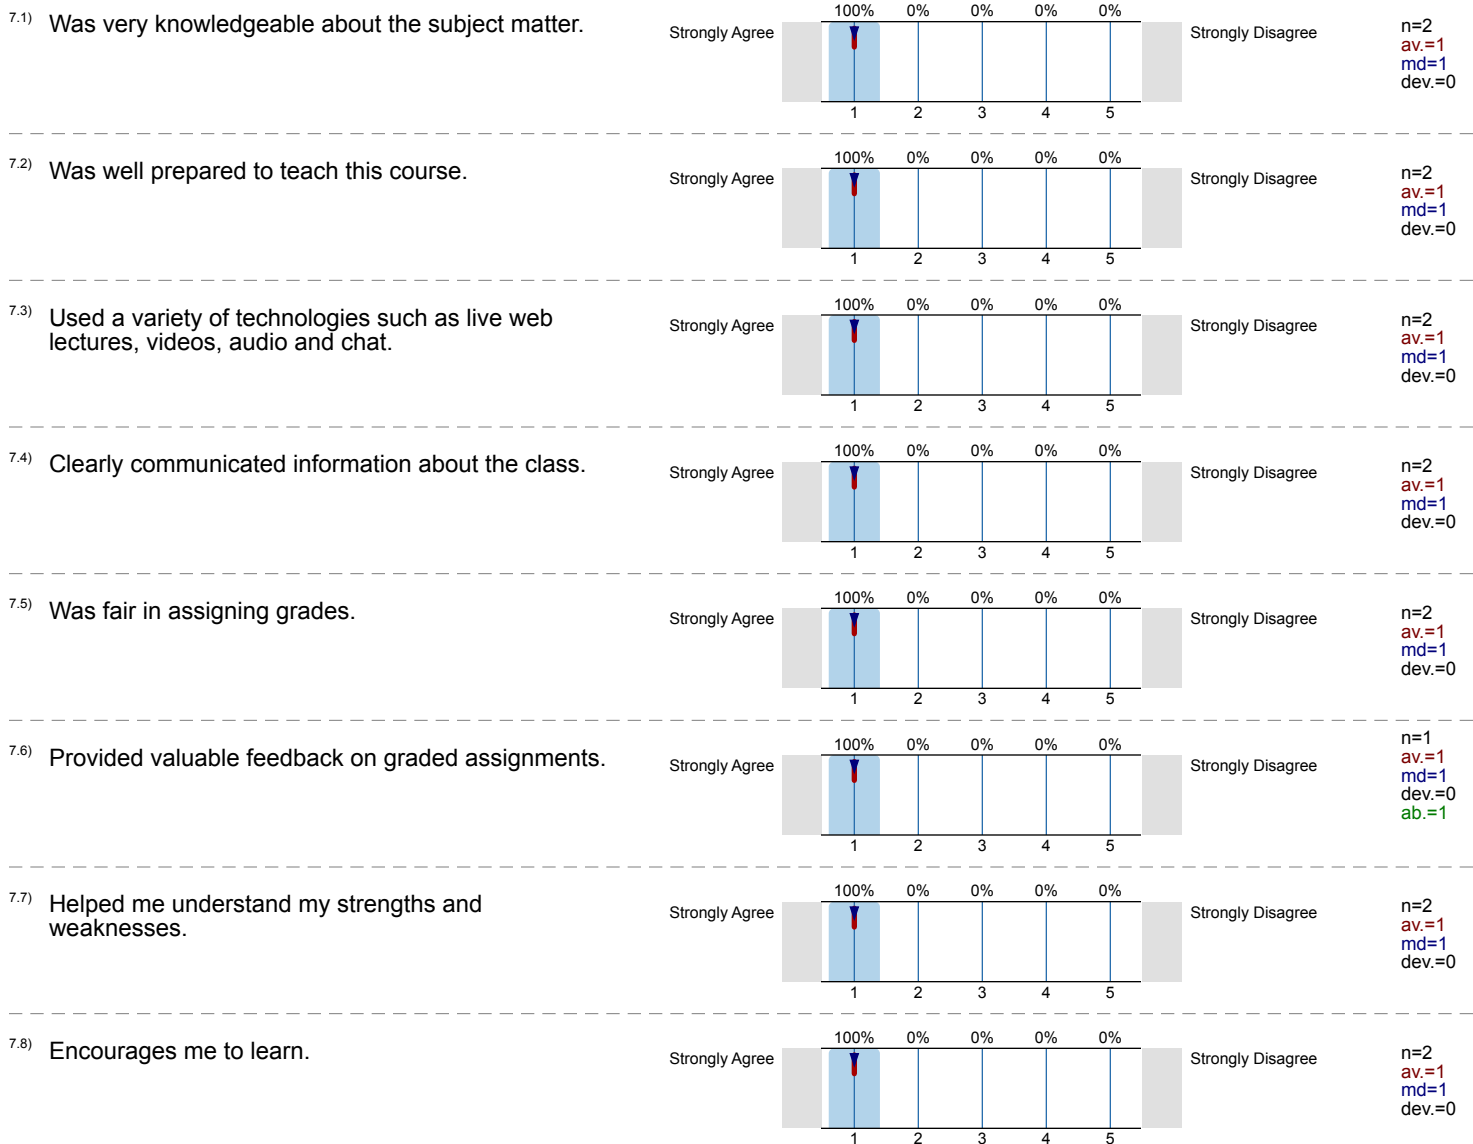 7.1) Was very knowledgeable about the subject matter.
100% 0% 0% 0% 0%
Strongly Agree Strongly Disagree
n=2
av.=1
md=1
dev.=0
1 2 3 4 5
7.2) Was well prepared to teach this course.
100% 0% 0% 0% 0%
Strongly Agree Strongly Disagree
n=2
av.=1
md=1
dev.=0
1 2 3 4 5
7.3) Used a variety of technologies such as live web
lectures, videos, audio and chat.
100% 0% 0% 0% 0%
Strongly Agree Strongly Disagree
n=2
av.=1
md=1
dev.=0
1 2 3 4 5
7.4) Clearly communicated information about the class.
100% 0% 0% 0% 0%
Strongly Agree Strongly Disagree
n=2
av.=1
md=1
dev.=0
1 2 3 4 5
7.5) Was fair in assigning grades.
100% 0% 0% 0% 0%
Strongly Agree Strongly Disagree
n=2
av.=1
md=1
dev.=0
1 2 3 4 5
7.6) Provided valuable feedback on graded assignments.
100% 0% 0% 0% 0%
Strongly Agree Strongly Disagree
n=1
av.=1
md=1
dev.=0
ab.=1
1 2 3 4 5
7.7) Helped me understand my strengths and
weaknesses.
100% 0% 0% 0% 0%
Strongly Agree Strongly Disagree
n=2
av.=1
md=1
dev.=0
1 2 3 4 5
7.8) Encourages me to learn.
100% 0% 0% 0% 0%
Strongly Agree Strongly Disagree
n=2
av.=1
md=1
dev.=0
1 2 3 4 5